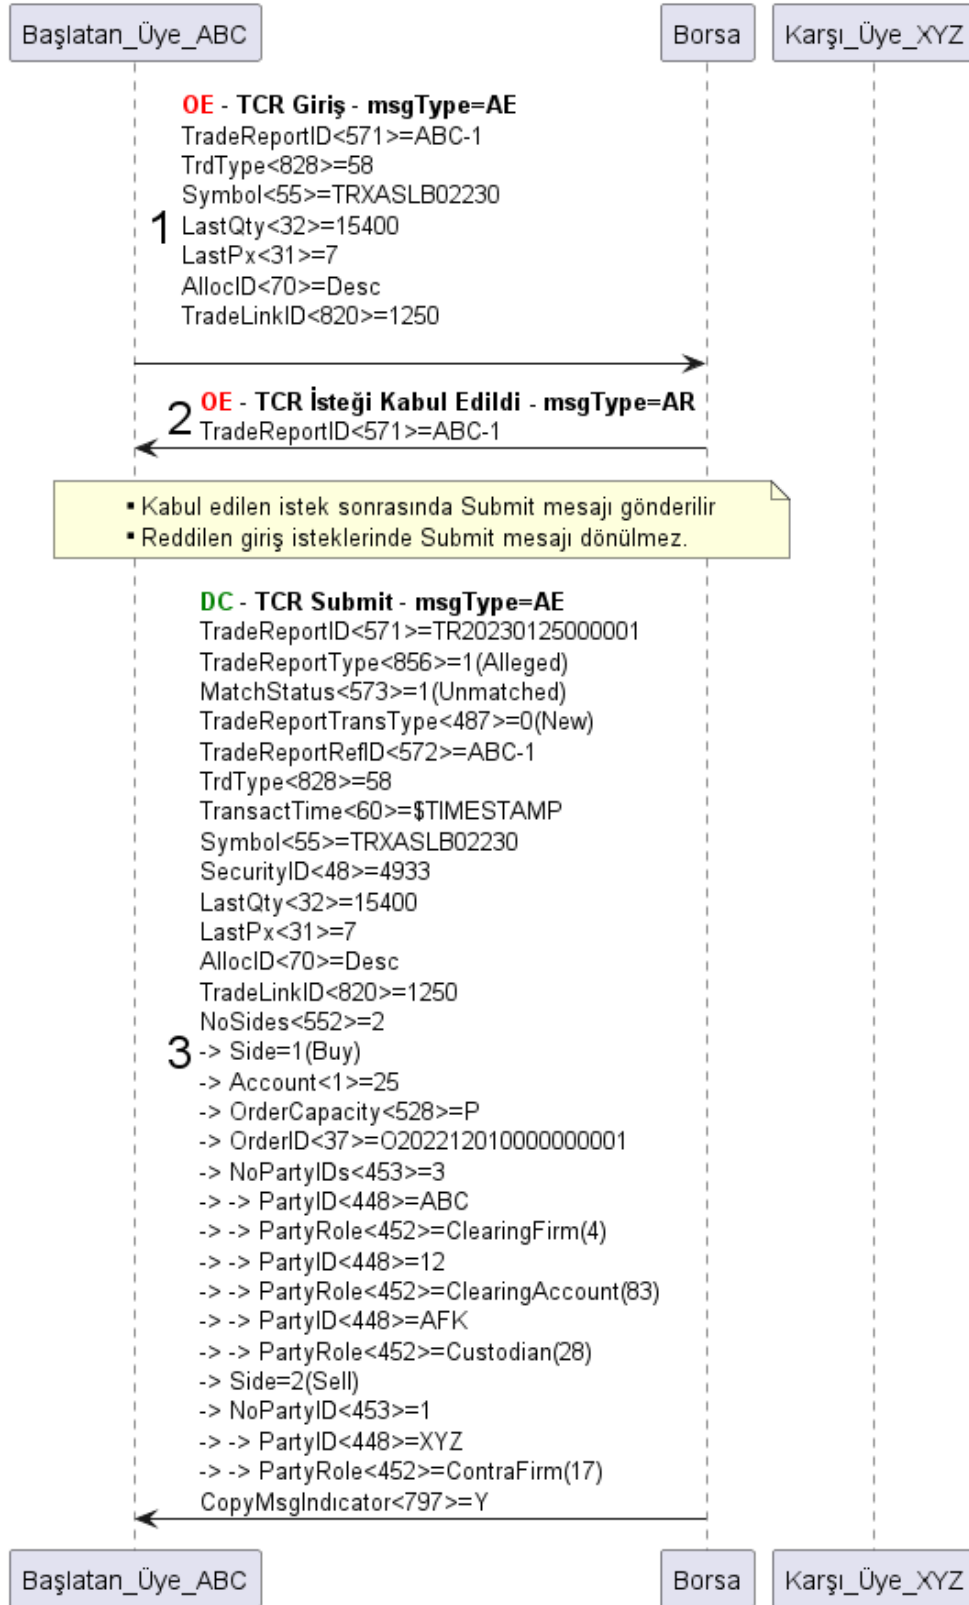 Başlatan_Üye_ABC
Borsa
Karşı_Üye_XYZ
OE - TCR Giriş - msgType=AE
TradeReportID<571>=ABC-1
TrdType<828>=58
Symbol<55>=TRXASLB02230
1 LastQty<32>=15400
LastPx<31>=7
AllocID<70>=Desc
TradeLinkID<820>=1250
OE - TCR İsteği Kabul Edildi - msgType=AR
2 TradeReportID<571>=ABC-1
▪ Kabul edilen istek sonrasında Submit mesajı gönderilir
▪ Reddilen giriş isteklerinde Submit mesajı dönülmez.
DC - TCR Submit - msgType=AE
TradeReportID<571>=TR20230125000001
TradeReportType<856>=1(Alleged)
MatchStatus<573>=1(Unmatched)
TradeReportTransType<487>=0(New)
TradeReportRefID<572>=ABC-1
TrdType<828>=58
TransactTime<60>=$TIMESTAMP
Symbol<55>=TRXASLB02230
SecurityID<48>=4933
LastQty<32>=15400
LastPx<31>=7
AllocID<70>=Desc
TradeLinkID<820>=1250
NoSides<552>=2
3 -> Side=1(Buy)
-> Account<1>=25
-> OrderCapacity<528>=P
-> OrderID<37>=O202212010000000001
-> NoPartyIDs<453>=3
-> -> PartyID<448>=ABC
-> -> PartyRole<452>=ClearingFirm(4)
-> -> PartyID<448>=12
-> -> PartyRole<452>=ClearingAccount(83)
-> -> PartyID<448>=AFK
-> -> PartyRole<452>=Custodian(28)
-> Side=2(Sell)
-> NoPartyID<453>=1
-> -> PartyID<448>=XYZ
-> -> PartyRole<452>=ContraFirm(17)
CopyMsgIndicator<797>=Y
Başlatan_Üye_ABC
Borsa
Karşı_Üye_XYZ